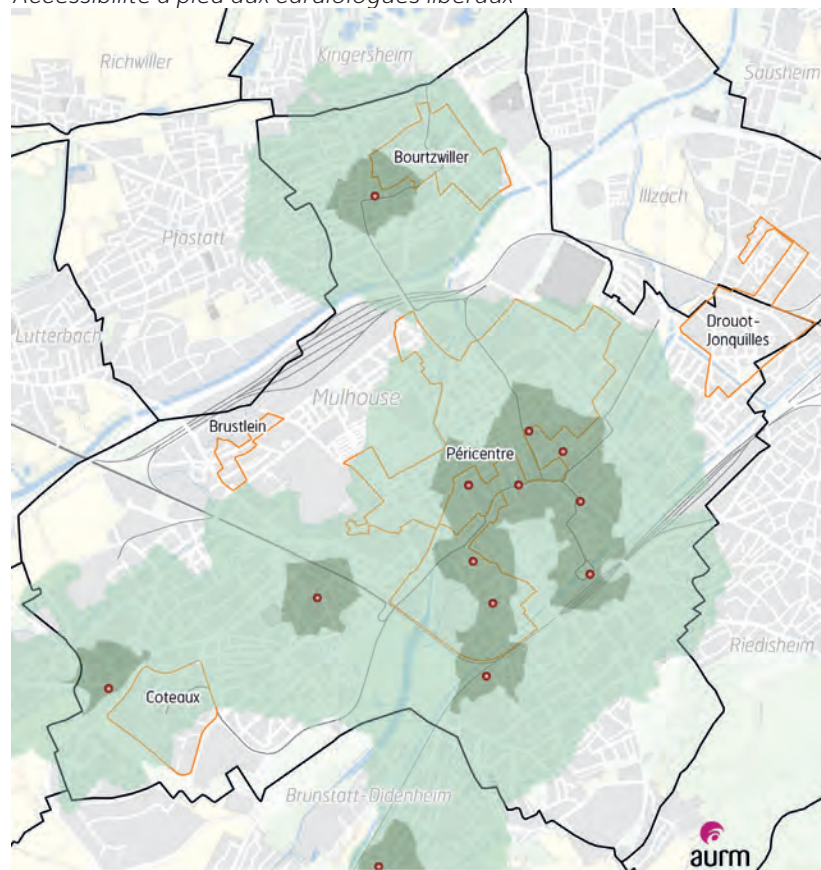 Accessibilité à pied aux cardiologues libéraux
Richwiller
Kingersheim
Sausheim
Bourtzwiller
Illzach
Pfastatt
Lutterbach
Drouot-
Jonquilles
Mulhouse
Brustlein
Péricentre
Riedisheim
Coteaux
Brunstatt-Didenheim
aurm